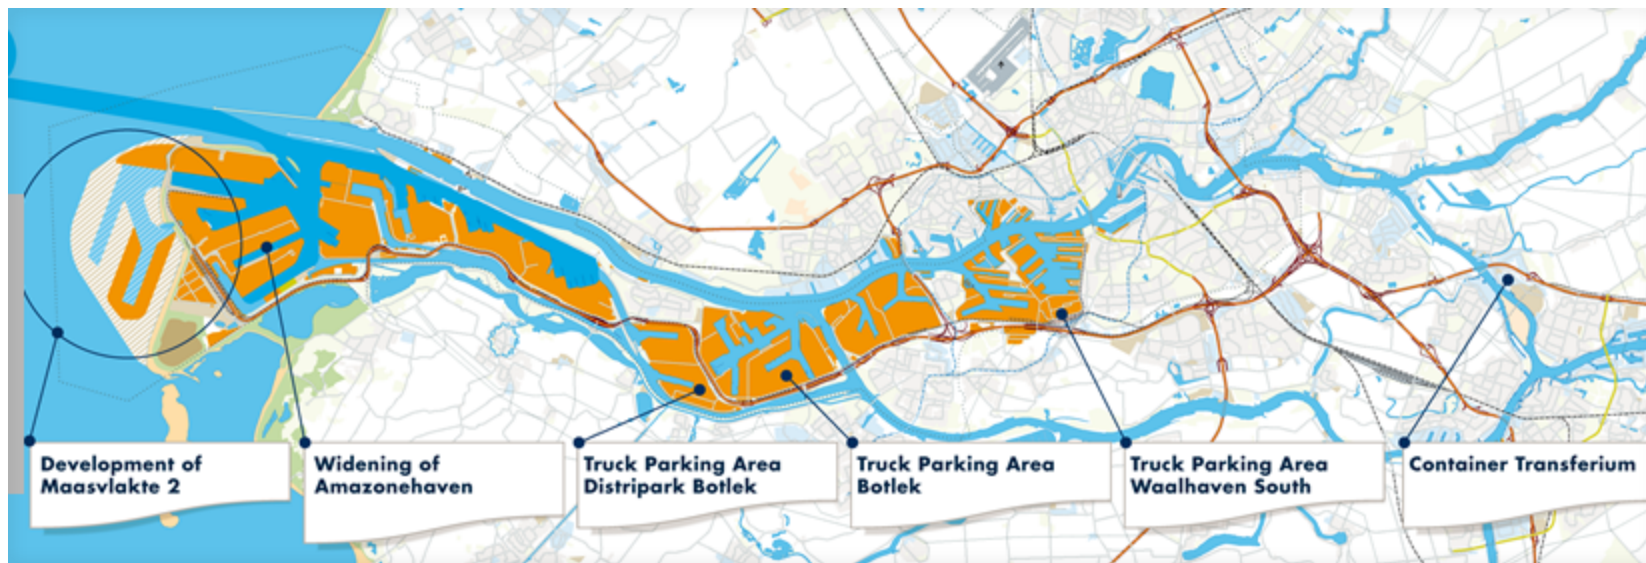 Development of
Maasvlakte 2
Widening of
Amazonehaven
Truck Parking Area
Distripark Botlek
Truck Parking Area
Botlek
Truck Parking Area
Waalhaven South
Container Transferium